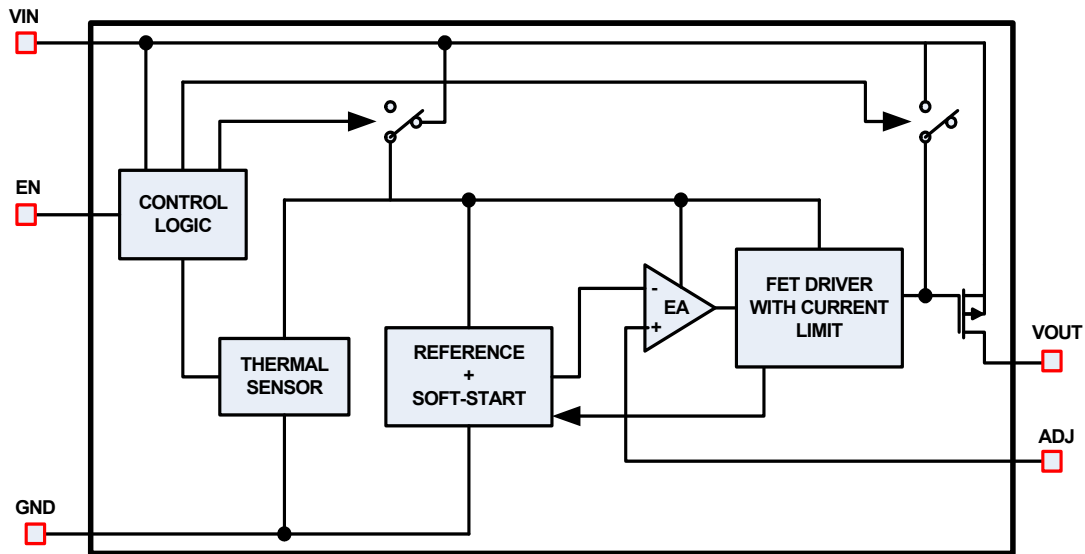 VIN
EN
CONTROL
LOGIC
-
EA
+
FET DRIVER
WITH CURRENT
LIMIT
VOUT
THERMAL
SENSOR
REFERENCE
+
SOFT-START
ADJ
GND